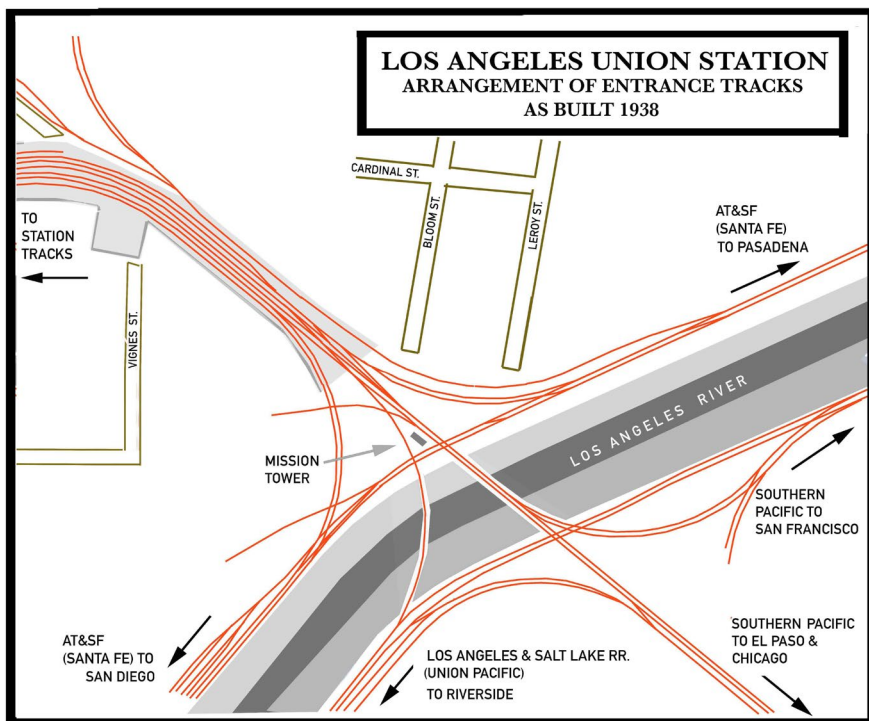 LOS ANGELES UNION STATION
ARRANGEMENT OF ENTRANCE TRACKS
AS BUILT 1938
CARDINAL ST.
BLOOM ST.
LEROY ST.
TO
STATION
TRACKS
VIGNES ST.
AT&SF
(SANTA FE)
TO PASADENA
LOS ANGELES RIVER
MISSION
TOWER
SOUTHERN
PACIFIC TO
SAN FRANCISCO
AT&SF
(SANTA FE) TO
SAN DIEGO
LOS ANGELES & SALT LAKE RR.
(UNION PACIFIC)
TO RIVERSIDE
SOUTHERN PACIFIC
TO EL PASO &
CHICAGO